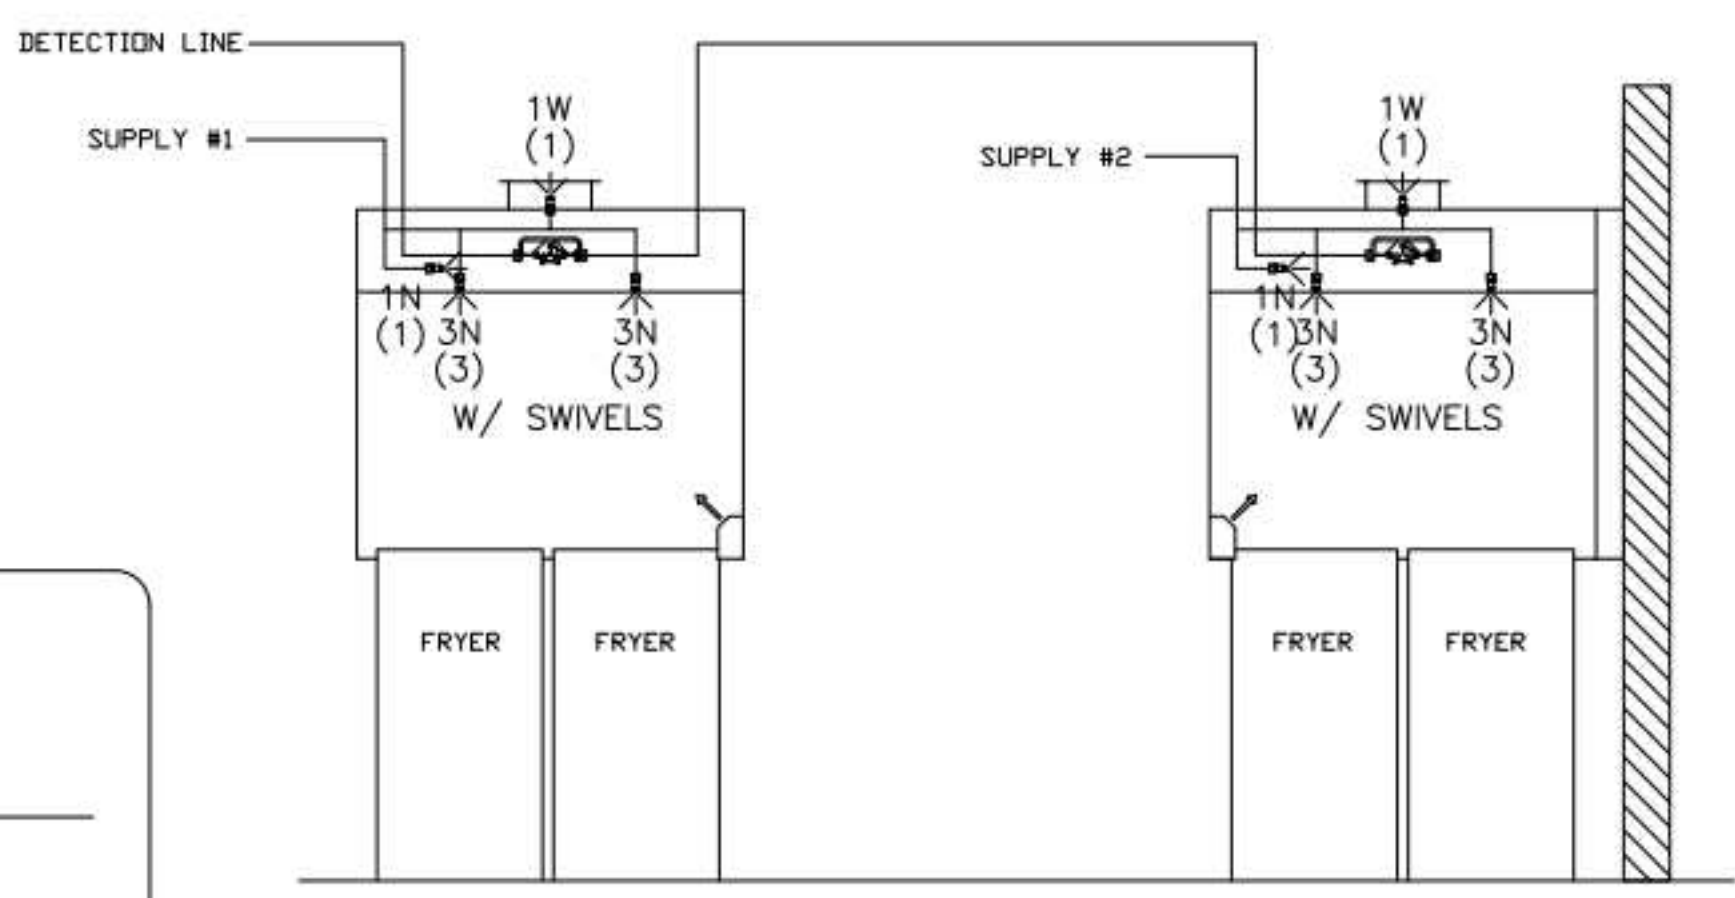 DETECTION LINE
SUPPLY #1
1W
(1)
1N
(1)
3N
(3)
3N
(3)
W/ SWIVELS
FRYER
FRYER
SUPPLY #2
1W
(1)
1N
(1)
3N
(3)
3N
(3)
W/ SWIVELS
FRYER
FRYER